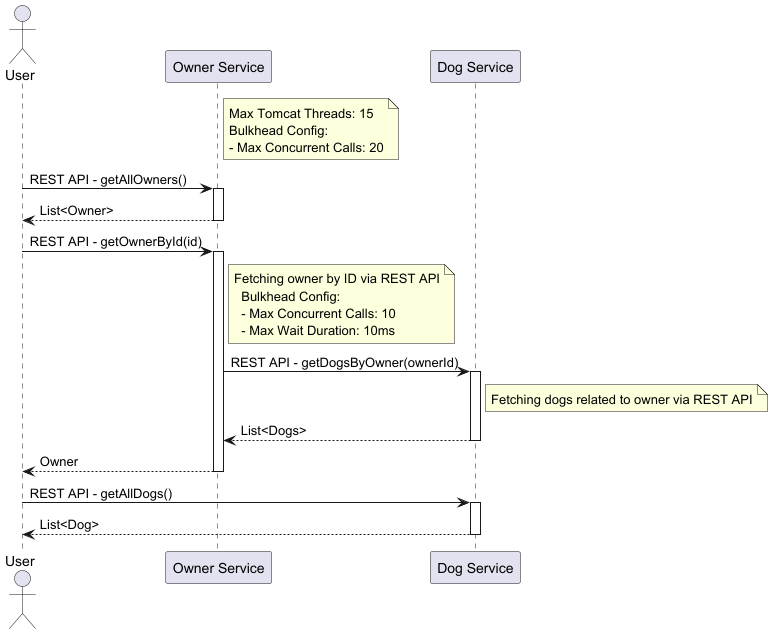 User
Owner Service
Dog Service
Max Tomcat Threads: 15
Bulkhead Config:
- Max Concurrent Calls: 20
REST API - getAllOwners()
List<Owner>
REST API - getOwnerById(id)
Fetching owner by ID via REST API
Bulkhead Config:
- Max Concurrent Calls: 10
- Max Wait Duration: 10ms
REST API - getDogsByOwner(ownerId)
Fetching dogs related to owner via REST API
List<Dogs>
Owner
REST API - getAllDogs()
List<Dog>
User
Owner Service
Dog Service